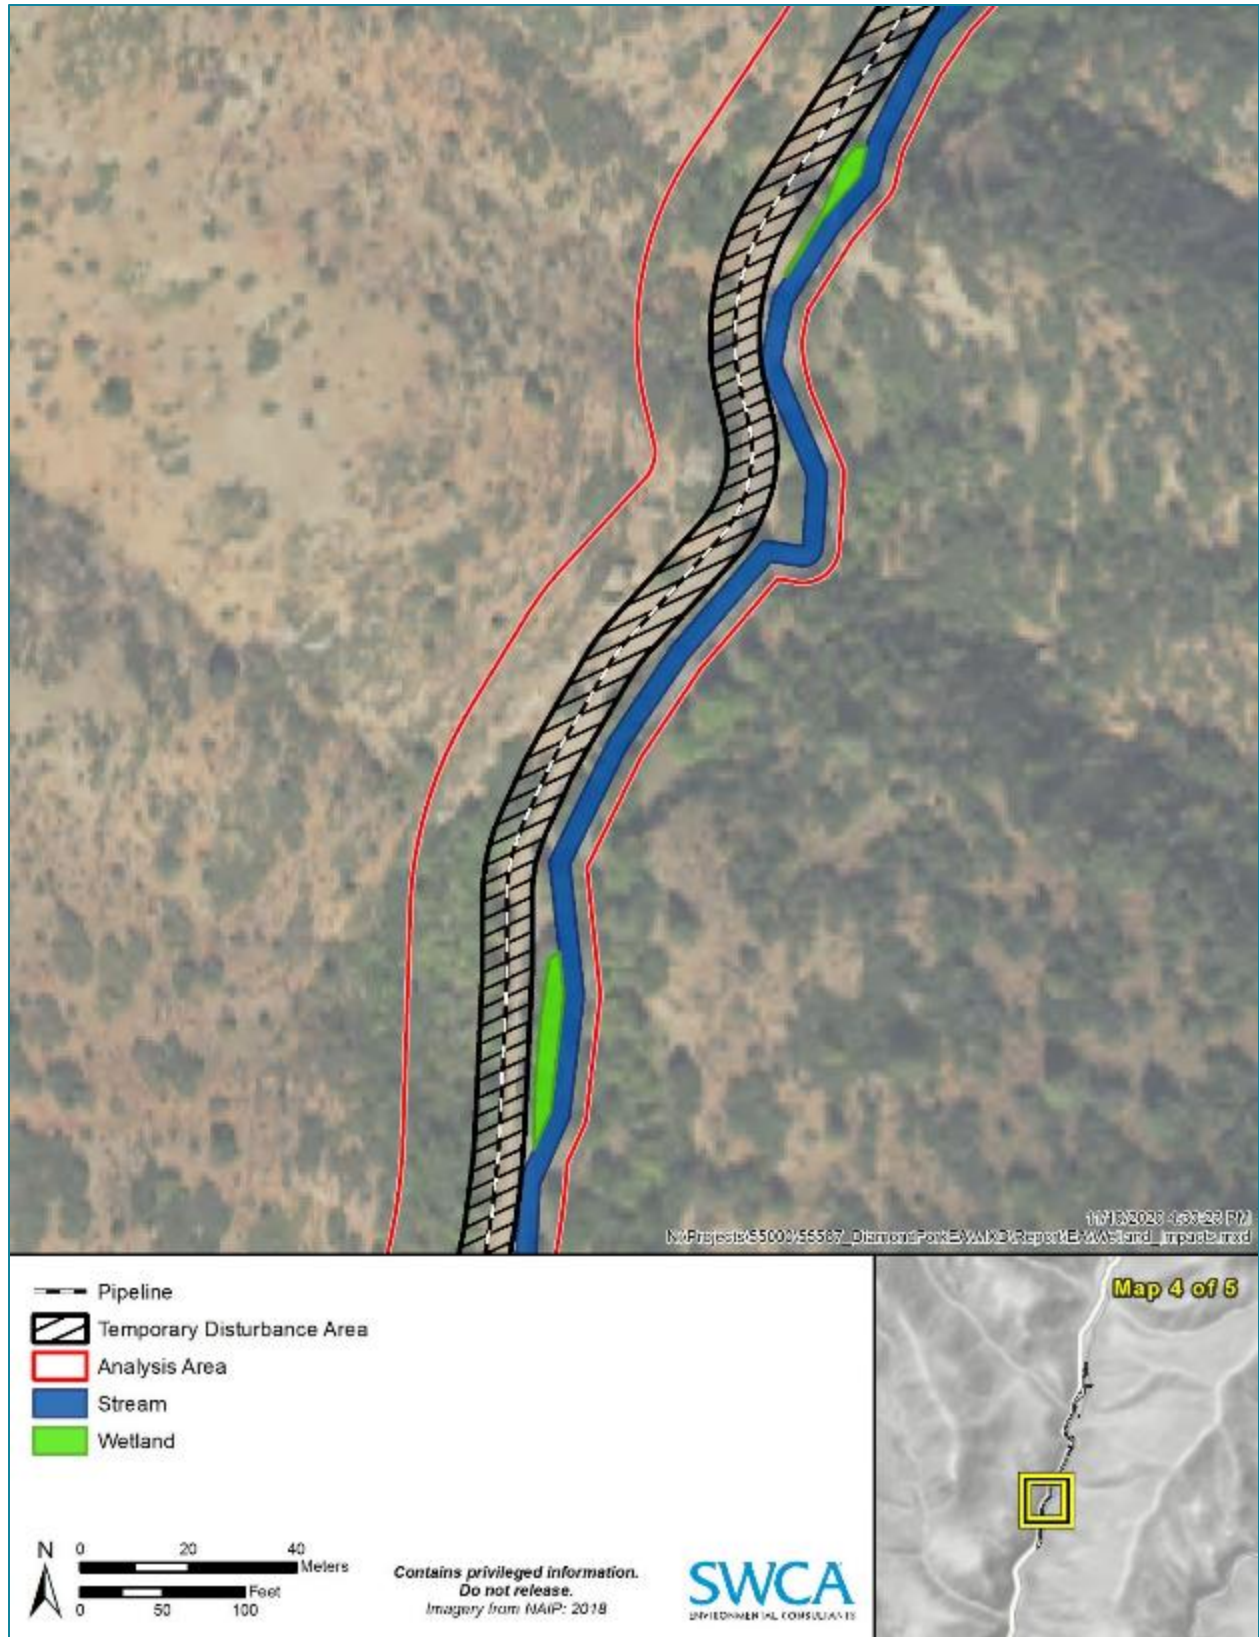 Map 4 of 5
Pipeline
Temporary Disturbance Area
Analysis Area
Stream
Wetland
N
0 20 40
Meters
Feet
0 50 100
Contains privileged information.
Do not release.
Imagery from NAIP: 2018
SWCA
ENVIRONMENTAL CONSULTANTS